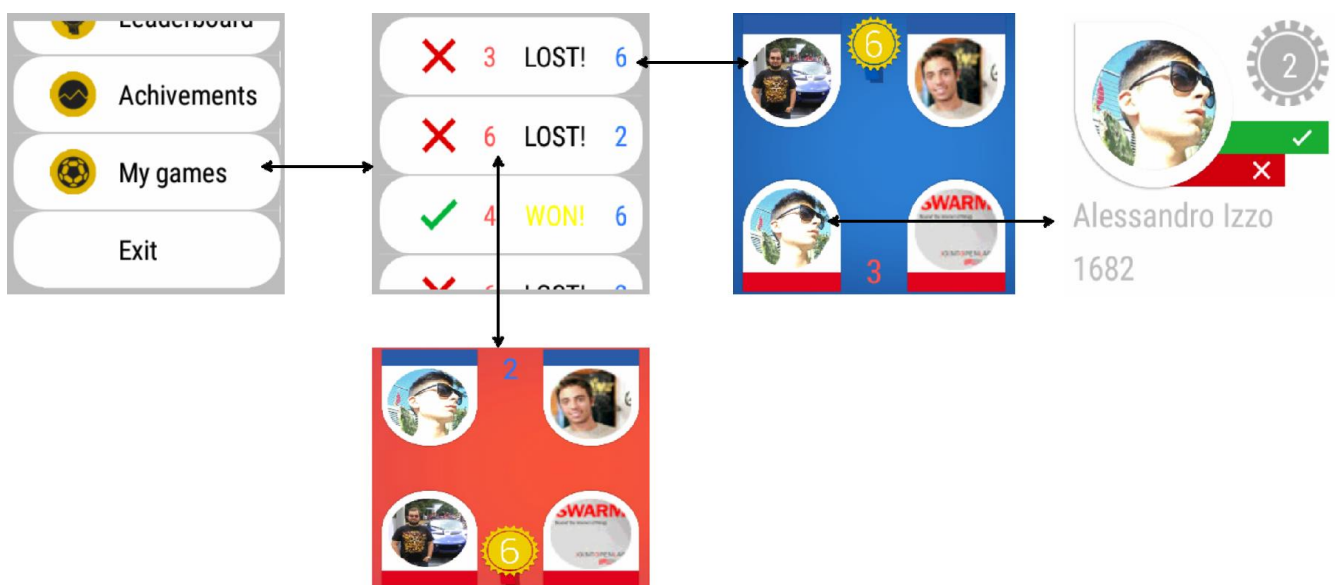 Leaderboard
Achivements
My games
Exit
3 LOST! 6
6 LOST! 2
4 WON! 6
6
SWARM
3
2
Alessandro Izzo
1682
2
SWARM
6